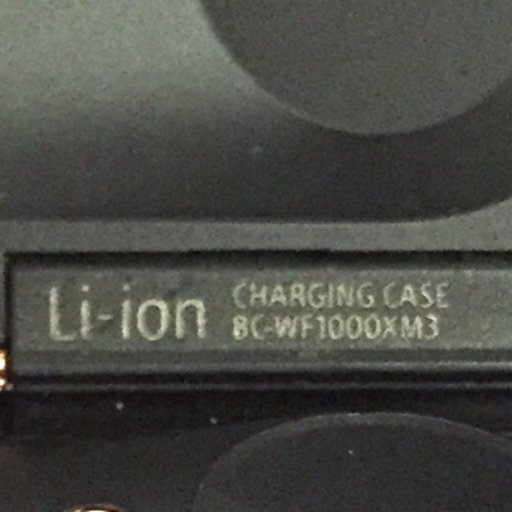 Li-ion
CHARGING CASE
BC-WF1000XM3